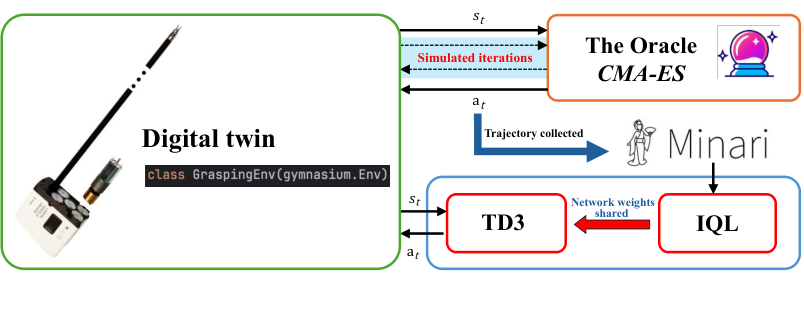 s_t
The Oracle
CMA-ES
Simulated iterations
a_t
Digital twin
class GraspingEnv(gymnasium.Env)
Trajectory collected
Minari
s_t
a_t
TD3
Network weights
shared
IQL